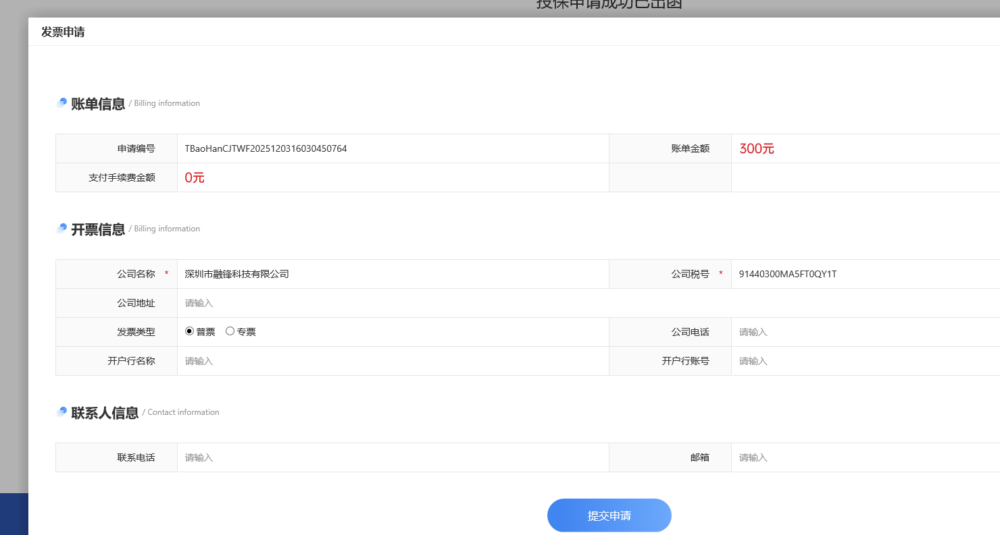 投保申请成功已出函
发票申请
账单信息 / Billing information
申请编号 TBaoHanCJTWF2025120316030450764 账单金额 300元
支付手续费金额 0元
开票信息 / Billing information
公司名称 * 深圳市融锋科技有限公司 公司税号 * 91440300MA5FT0QY1T
公司地址 请输入
发票类型 普票 专票 公司电话 请输入
开户行名称 请输入 开户行账号 请输入
联系人信息 / Contact information
联系电话 请输入 邮箱 请输入
提交申请